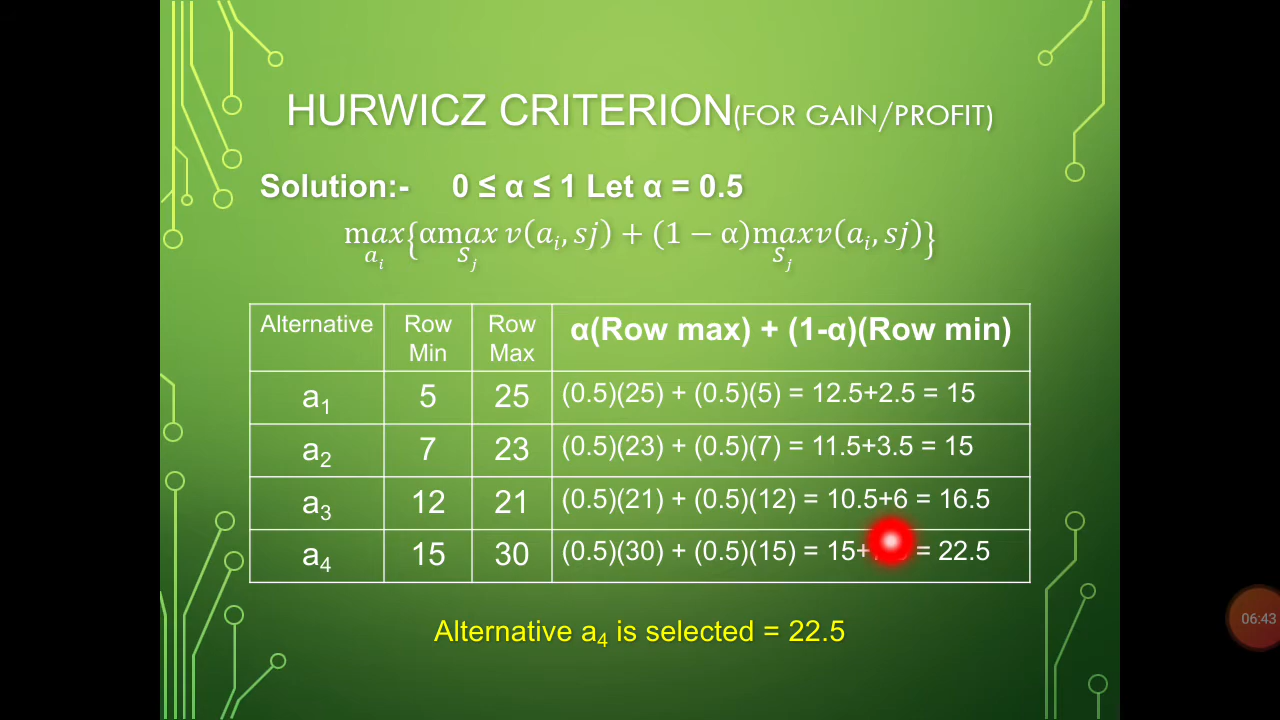 HURWICZ CRITERION(FOR GAIN/PROFIT)
Solution:- 0 ≤ α ≤ 1 Let α = 0.5
max{αmax v(aᵢ, sj) + (1 − α)maxv(aᵢ, sj)}
aᵢ Sⱼ Sⱼ
Alternative Row Min Row Max α(Row max) + (1-α)(Row min)
a₁ 5 25 (0.5)(25) + (0.5)(5) = 12.5+2.5 = 15
a₂ 7 23 (0.5)(23) + (0.5)(7) = 11.5+3.5 = 15
a₃ 12 21 (0.5)(21) + (0.5)(12) = 10.5+6 = 16.5
a₄ 15 30 (0.5)(30) + (0.5)(15) = 15+ = 22.5
Alternative a₄ is selected = 22.5
06:43